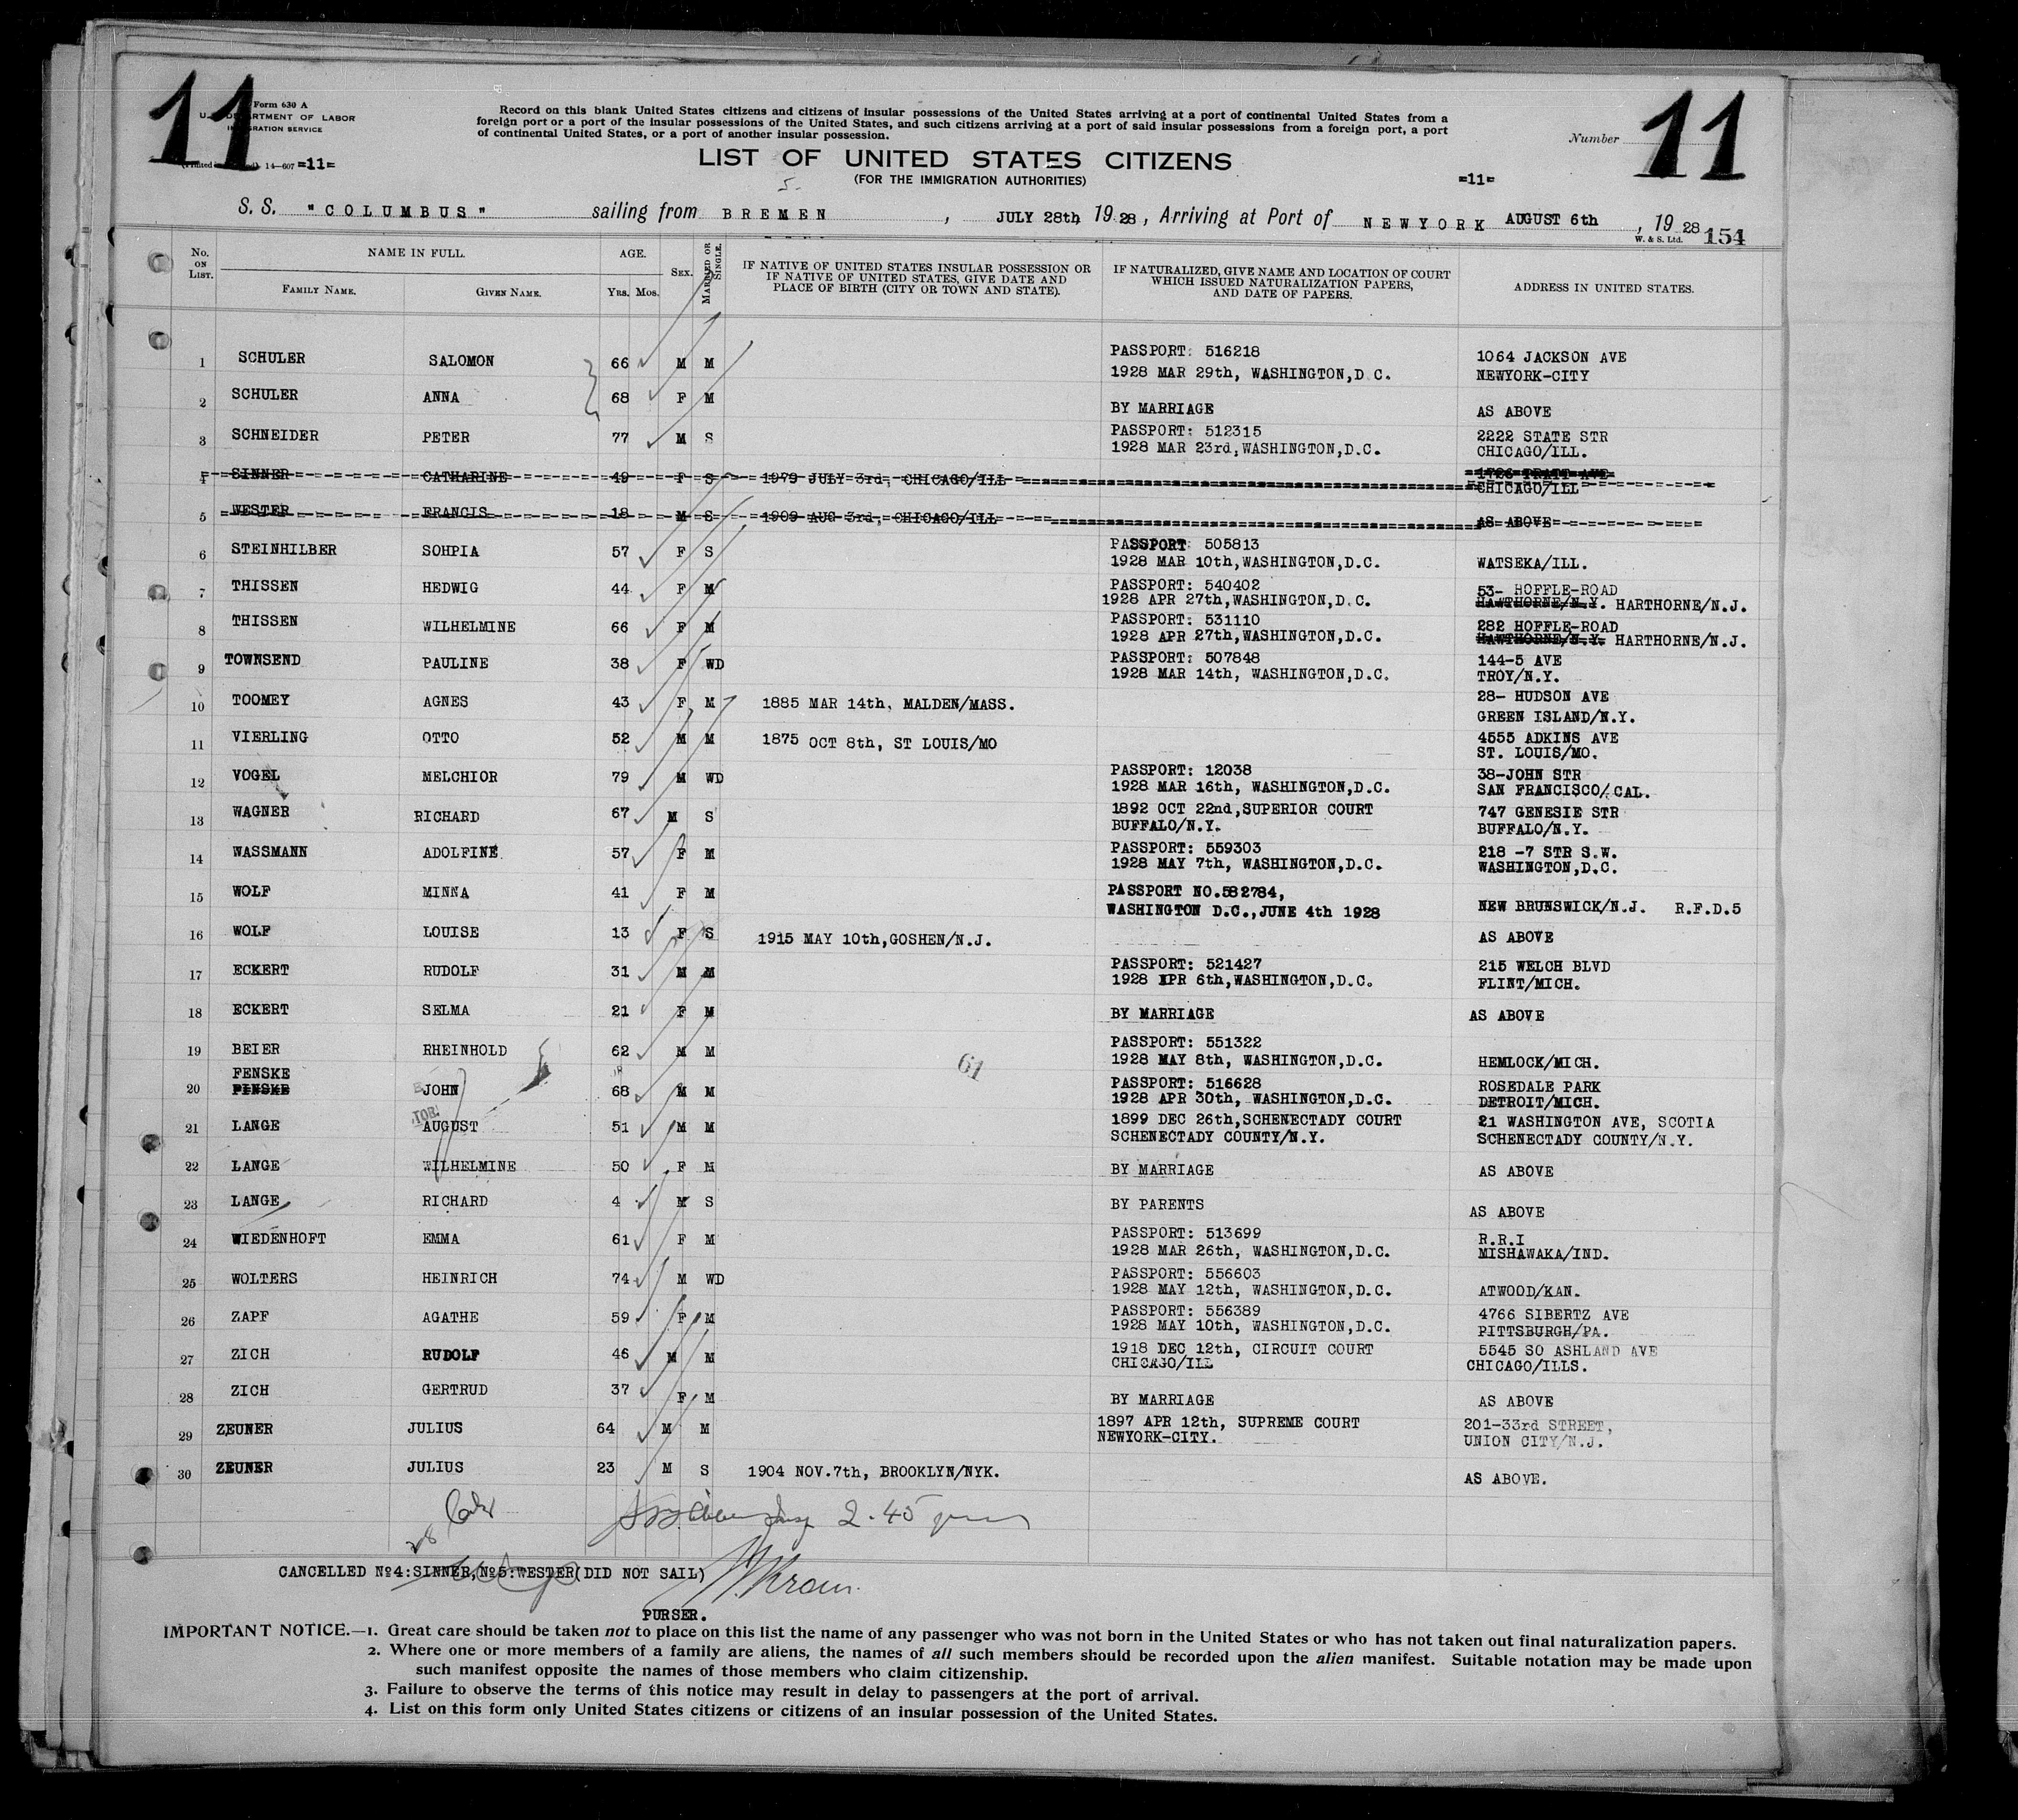 11
11
Form 630 A
U. S. DEPARTMENT OF LABOR
IMMIGRATION SERVICE
14—607 =11=
Record on this blank United States citizens and citizens of insular possessions of the United States arriving at a port of continental United States from a
foreign port or a port of the insular possessions of the United States, and such citizens arriving at a port of said insular possessions from a foreign port, a port
of continental United States, or a port of another insular possession.
Number
LIST OF UNITED STATES CITIZENS
(FOR THE IMMIGRATION AUTHORITIES)
=11=
S. S. "COLUMBUS" sailing from BREMEN, JULY 28th 1928, Arriving at Port of NEWYORK AUGUST 6th, 1928
W. & S. Ltd. 154
No. ON LIST. NAME IN FULL. AGE. SEX. MARRIED OR SINGLE. IF NATIVE OF UNITED STATES INSULAR POSSESSION OR IF NATIVE OF UNITED STATES, GIVE DATE AND PLACE OF BIRTH (CITY OR TOWN AND STATE). IF NATURALIZED, GIVE NAME AND LOCATION OF COURT WHICH ISSUED NATURALIZATION PAPERS, AND DATE OF PAPERS. ADDRESS IN UNITED STATES.
FAMILY NAME. GIVEN NAME. YRS. MOS.
1 SCHULER SALOMON 66 M M PASSPORT: 516218 1064 JACKSON AVE
1928 MAR 29th, WASHINGTON,D C. NEWYORK-CITY
2 SCHULER ANNA 68 F M BY MARRIAGE AS ABOVE
3 SCHNEIDER PETER 77 M S PASSPORT: 512315 2222 STATE STR
1928 MAR 23rd,WASHINGTON,D.C. CHICAGO/ILL.
4 SINNER CATHARINE 49 F S 1979 JULY 3rd, CHICAGO/ILL 1726 PRATT AVE
CHICAGO/ILL
5 WESTER FRANCIS 18 M S 1909 AUG 3rd, CHICAGO/ILL AS ABOVE
6 STEINHILBER SOHPIA 57 F S PASSPORT 505813
1928 MAR 10th,WASHINGTON,D.C. WATSEKA/ILL.
7 THISSEN HEDWIG 44 F M PASSPORT: 540402 53- HOFFLE-ROAD
1928 APR 27th,WASHINGTON,D.C. HAWTHORNE/N.Y. HARTHORNE/N.J.
8 THISSEN WILHELMINE 66 F M PASSPORT: 531110 282 HOFFLE-ROAD
1928 APR 27th,WASHINGTON,D.C. HAWTHORNE/N.Y. HARTHORNE/N.J.
9 TOWNSEND PAULINE 38 F WD PASSPORT: 507848 144-5 AVE
1928 MAR 14th, WASHINGTON,D.C. TROY/N.Y.
10 TOOMEY AGNES 43 F M 1885 MAR 14th, MALDEN/MASS. 28- HUDSON AVE
GREEN ISLAND/N.Y.
11 VIERLING OTTO 52 M M 1875 OCT 8th, ST LOUIS/MO 4555 ADKINS AVE
ST. LOUIS/MO.
12 VOGEL MELCHIOR 79 M WD PASSPORT: 12038 38-JOHN STR
1928 MAR 16th, WASHINGTON,D.C. SAN FRANCISCO/CAL.
13 WAGNER RICHARD 67 M S 1892 OCT 22nd,SUPERIOR COURT 747 GENESIE STR
BUFFALO/N.Y. BUFFALO/N.Y.
14 WASSMANN ADOLFINE 57 F M PASSPORT: 559303 218 -7 STR S.W.
1928 MAY 7th, WASHINGTON,D.C. WASHINGTON,D.C.
15 WOLF MINNA 41 F M PASSPORT NO.582784,
WASHINGTON D.C.,JUNE 4th 1928 NEW BRUNSWICK/N.J. R.F.D.5
16 WOLF LOUISE 13 F S 1915 MAY 10th,GOSHEN/N.J. AS ABOVE
17 ECKERT RUDOLF 31 M M PASSPORT: 521427 215 WELCH BLVD
1928 APR 6th,WASHINGTON,D.C. FLINT/MICH.
18 ECKERT SELMA 21 F M BY MARRIAGE AS ABOVE
19 BEIER RHEINHOLD 62 M M PASSPORT: 551322
1928 MAY 8th, WASHINGTON,D.C. HEMLOCK/MICH.
61
FENSKE
20 PINSKE JOHN 68 M M PASSPORT: 516628 ROSEDALE PARK
1928 APR 30th, WASHINGTON,D.C. DETROIT/MICH.
21 LANGE AUGUST 51 M M 1899 DEC 26th,SCHENECTADY COURT 21 WASHINGTON AVE, SCOTIA
SCHENECTADY COUNTY/N.Y. SCHENECTADY COUNTY/N.Y.
22 LANGE WILHELMINE 50 F M BY MARRIAGE AS ABOVE
23 LANGE RICHARD 4 M S BY PARENTS AS ABOVE
24 WIEDENHOFT EMMA 61 F M PASSPORT: 513699 R.R.I
1928 MAR 26th, WASHINGTON,D.C. MISHAWAKA/IND.
25 WOLTERS HEINRICH 74 M WD PASSPORT: 556603
1928 MAY 12th, WASHINGTON,D.C. ATWOOD/KAN.
26 ZAPF AGATHE 59 F M PASSPORT: 556389 4766 SIBERTZ AVE
1928 MAY 10th, WASHINGTON,D.C. PITTSBURGH/PA.
27 ZICH RUDOLF 46 M M 1918 DEC 12th, CIRCUIT COURT 5545 SO ASHLAND AVE
CHICAGO/ILL CHICAGO/ILLS.
28 ZICH GERTRUD 37 F M BY MARRIAGE AS ABOVE
29 ZEUNER JULIUS 64 M M 1897 APR 12th, SUPREME COURT 201-33rd STREET,
NEWYORK-CITY. UNION CITY/N.J.
30 ZEUNER JULIUS 23 M S 1904 NOV.7th, BROOKLYN/NYK. AS ABOVE.
2.45 pm
28
CANCELLED No4:SINNER,No5:WESTER(DID NOT SAIL)
PURSER.
IMPORTANT NOTICE.—1. Great care should be taken not to place on this list the name of any passenger who was not born in the United States or who has not taken out final naturalization papers.
2. Where one or more members of a family are aliens, the names of all such members should be recorded upon the alien manifest. Suitable notation may be made upon
such manifest opposite the names of those members who claim citizenship.
3. Failure to observe the terms of this notice may result in delay to passengers at the port of arrival.
4. List on this form only United States citizens or citizens of an insular possession of the United States.